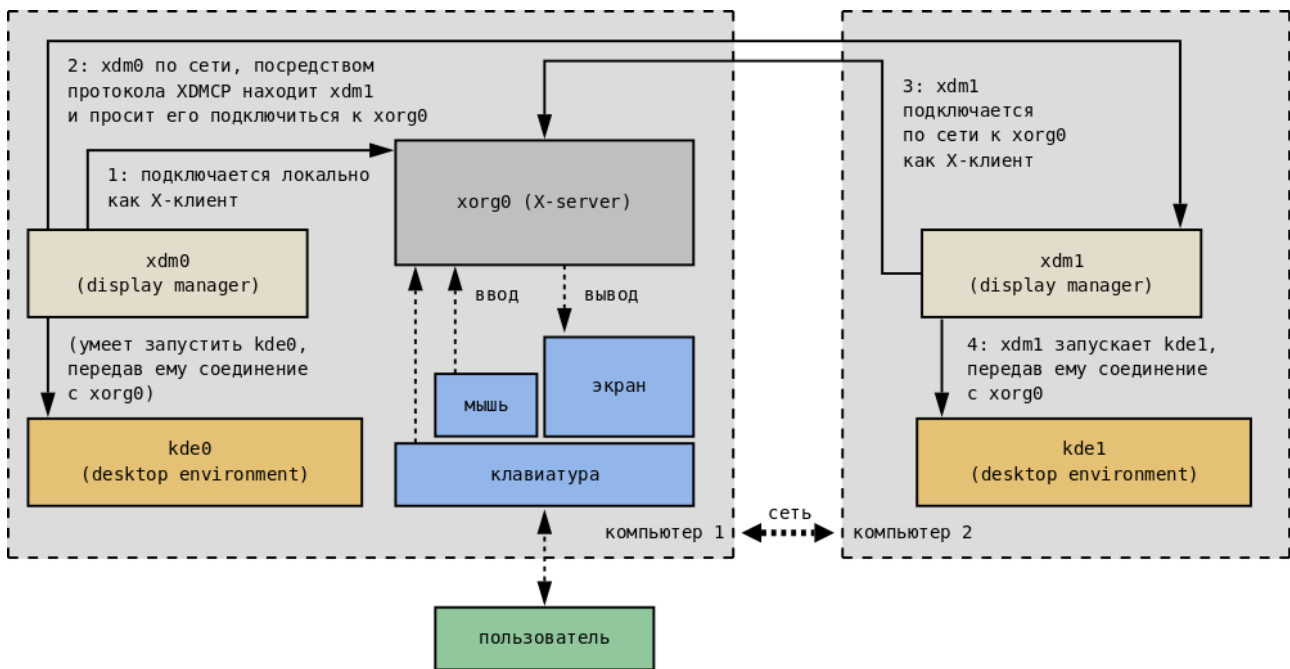 2: xdm0 по сети, посредством
протокола XDMCP находит xdm1
и просит его подключиться к xorg0
1: подключается локально
как X-клиент
xorg0 (X-server)
xdm0
(display manager)
ввод
вывод
(умеет запустить kde0,
передав ему соединение
с xorg0)
экран
мышь
kde0
(desktop environment)
клавиатура
компьютер 1
сеть
3: xdm1
подключается
по сети к xorg0
как X-клиент
xdm1
(display manager)
4: xdm1 запускает kde1,
передав ему соединение
с xorg0
kde1
(desktop environment)
компьютер 2
пользователь